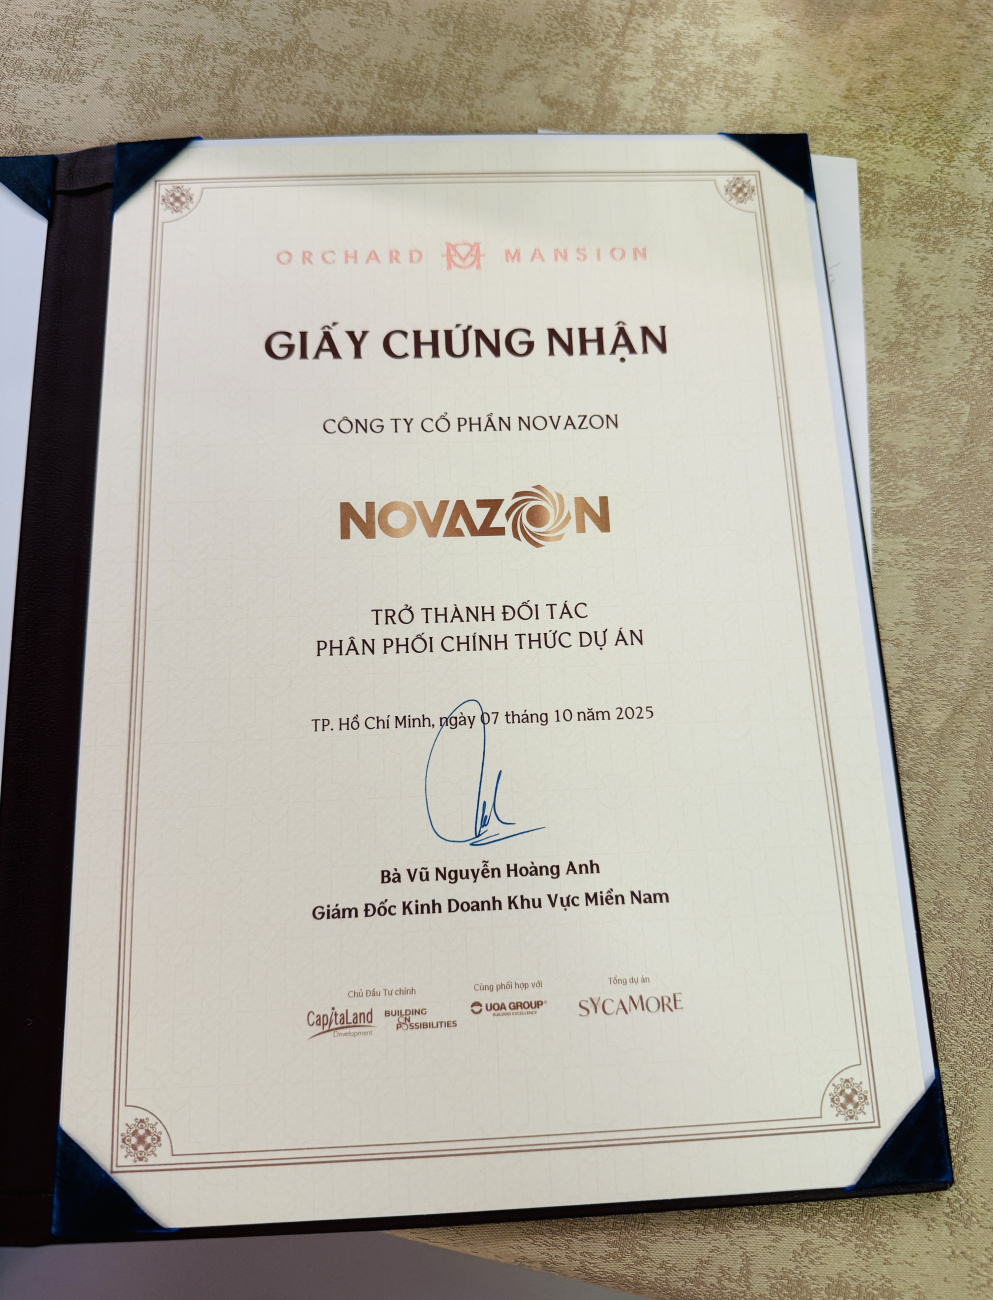 ORCHARD MANSION
GIẤY CHỨNG NHẬN
CÔNG TY CỔ PHẦN NOVAZON
NOVAZON
TRỞ THÀNH ĐỐI TÁC
PHÂN PHỐI CHÍNH THỨC DỰ ÁN
TP. Hồ Chí Minh, ngày 07 tháng 10 năm 2025
Bà Vũ Nguyễn Hoàng Anh
Giám Đốc Kinh Doanh Khu Vực Miền Nam
Chủ Đầu Tư chính
CapitaLand
Development
BUILDING
ON
POSSIBILITIES
Cùng phối hợp với
UOA GROUP®
BUILDING EXCELLENCE
Tổng dự án
SYCAMORE